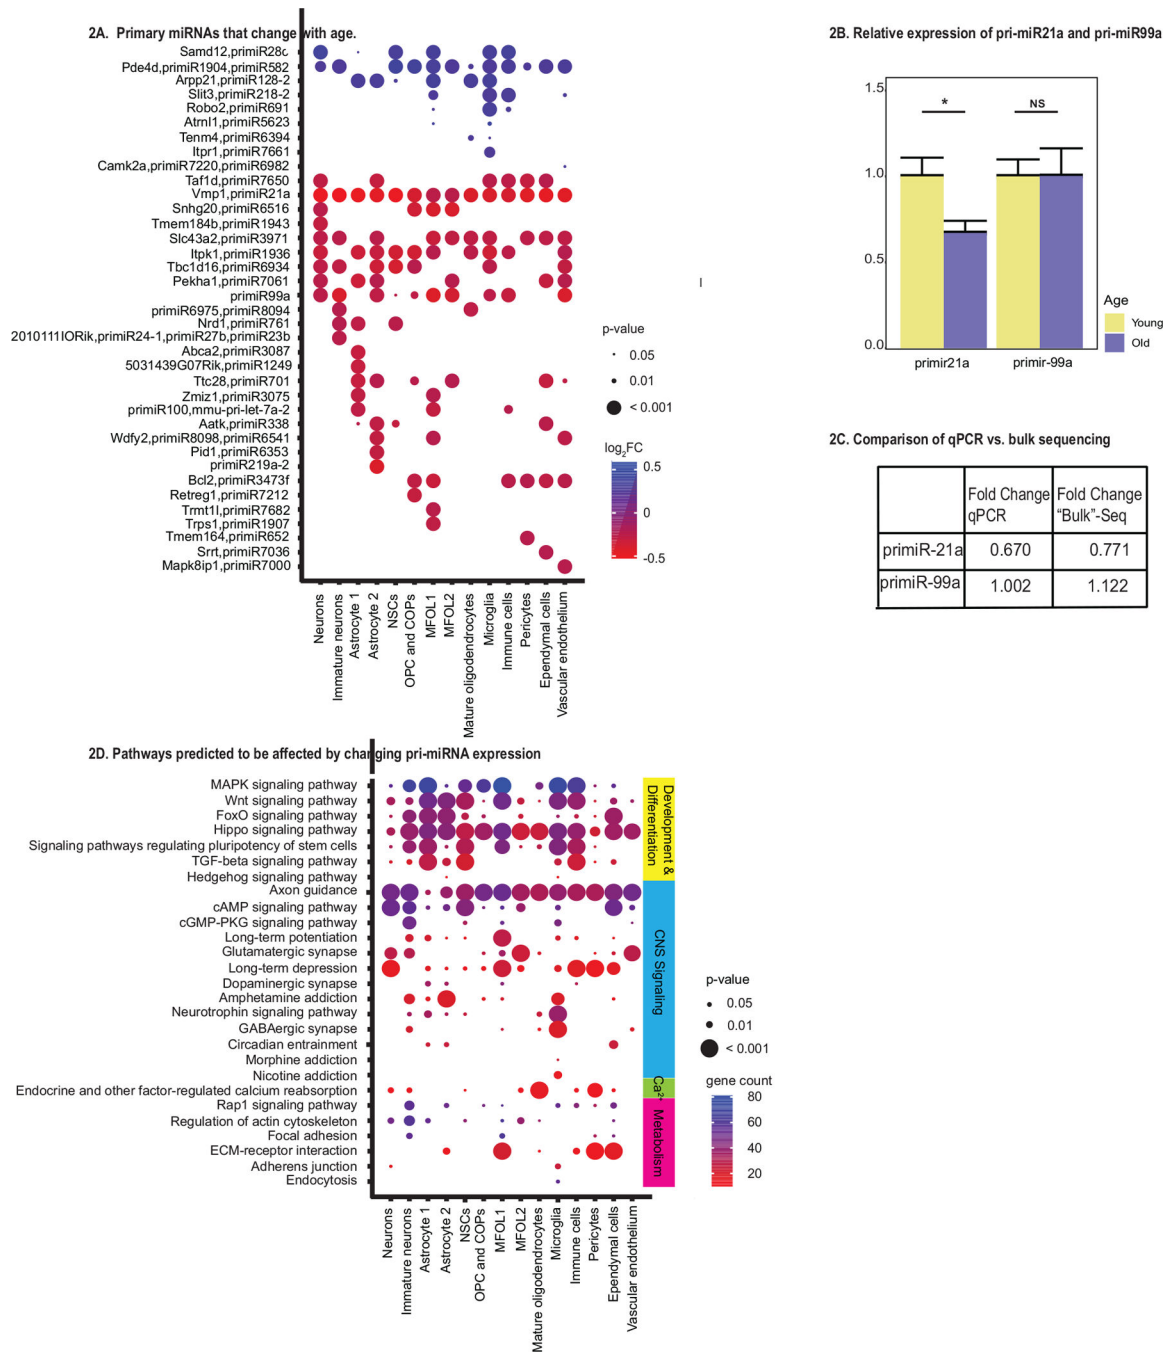 2A. Primary miRNAs that change with age.
Samd12,primiR28c
Pde4d,primiR1904,primiR582
Arpp21,primiR128-2
Slit3,primiR218-2
Robo2,primiR691
Atrnl1,primiR5623
Tenm4,primiR6394
Itpr1,primiR7661
Camk2a,primiR7220,primiR6982
Taf1d,primiR7650
Vmp1,primiR21a
Snhg20,primiR6516
Tmem184b,primiR1943
Slc43a2,primiR3971
Itpk1,primiR1936
Tbc1d16,primiR6934
Pekha1,primiR7061
primiR99a
primiR6975,primiR8094
Nrd1,primiR761
2010111IORik,primiR24-1,primiR27b,primiR23b
Abca2,primiR3087
5031439G07Rik,primiR1249
Ttc28,primiR701
Zmiz1,primiR3075
primiR100,mmu-pri-let-7a-2
Aatk,primiR338
Wdfy2,primiR8098,primiR6541
Pid1,primiR6353
primiR219a-2
Bcl2,primiR3473f
Retreg1,primiR7212
Trmt1l,primiR7682
Trps1,primiR1907
Tmem164,primiR652
Srrt,primiR7036
Mapk8ip1,primiR7000
Neurons
Immature neurons
Astrocyte 1
Astrocyte 2
NSCs
OPC and COPs
MFOL1
MFOL2
Mature oligodendrocytes
Microglia
Immune cells
Pericytes
Ependymal cells
Vascular endothelium
p-value
0.05
0.01
< 0.001
log2FC
0.5
0
-0.5
2B. Relative expression of pri-miR21a and pri-miR99a
1.5
1.0
0.5
0.0
*
NS
primir21a
primir-99a
Age
Young
Old
2C. Comparison of qPCR vs. bulk sequencing
Fold Change Fold Change
qPCR "Bulk"-Seq
primiR-21a 0.670 0.771
primiR-99a 1.002 1.122
2D. Pathways predicted to be affected by changing pri-miRNA expression
MAPK signaling pathway
Wnt signaling pathway
FoxO signaling pathway
Hippo signaling pathway
Signaling pathways regulating pluripotency of stem cells
TGF-beta signaling pathway
Hedgehog signaling pathway
Axon guidance
cAMP signaling pathway
cGMP-PKG signaling pathway
Long-term potentiation
Glutamatergic synapse
Long-term depression
Dopaminergic synapse
Amphetamine addiction
Neurotrophin signaling pathway
GABAergic synapse
Circadian entrainment
Morphine addiction
Nicotine addiction
Endocrine and other factor-regulated calcium reabsorption
Rap1 signaling pathway
Regulation of actin cytoskeleton
Focal adhesion
ECM-receptor interaction
Adherens junction
Endocytosis
Development &
Differentiation
CNS Signaling
Ca2+
Metabolism
Neurons
Immature neurons
Astrocyte 1
Astrocyte 2
NSCs
OPC and COPs
MFOL1
MFOL2
Mature oligodendrocytes
Microglia
Immune cells
Pericytes
Ependymal cells
Vascular endothelium
p-value
0.05
0.01
< 0.001
gene count
80
60
40
20